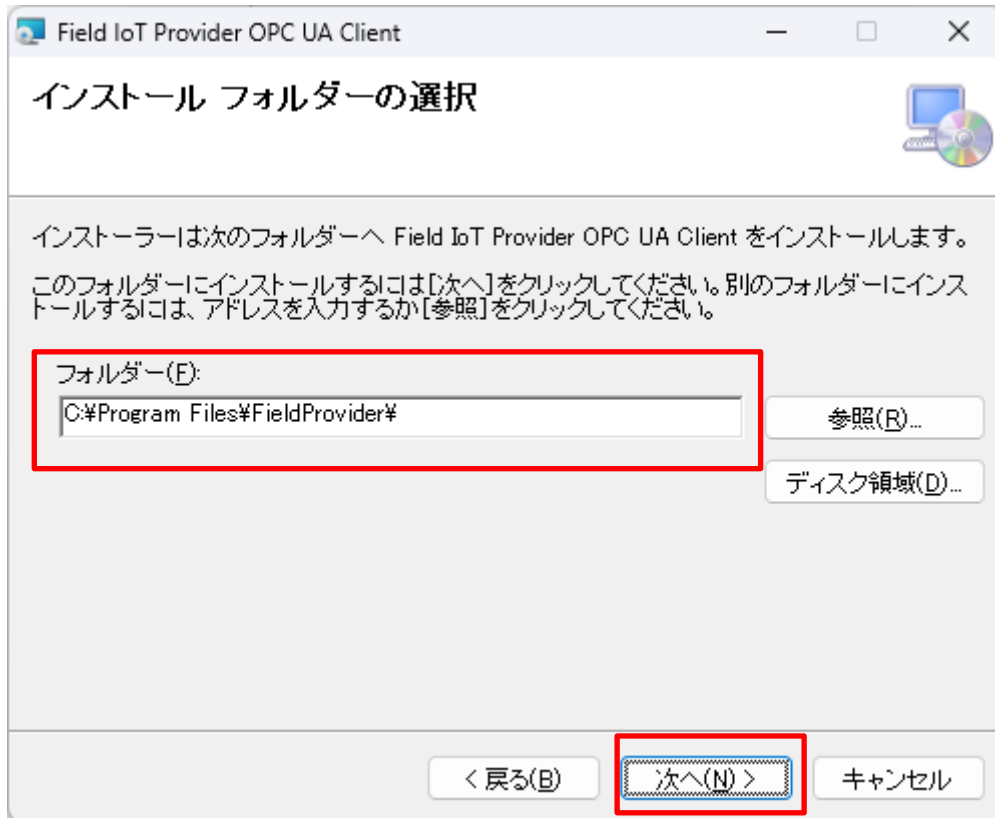 Field IoT Provider OPC UA Client
インストール フォルダーの選択
インストーラーは次のフォルダーへ Field IoT Provider OPC UA Client をインストールします。
このフォルダーにインストールするには[次へ]をクリックしてください。別のフォルダーにインス
トールするには、アドレスを入力するか[参照]をクリックしてください。
フォルダー(F):
C:¥Program Files¥FieldProvider¥
参照(R)...
ディスク領域(D)...
< 戻る(B)
次へ(N) >
キャンセル